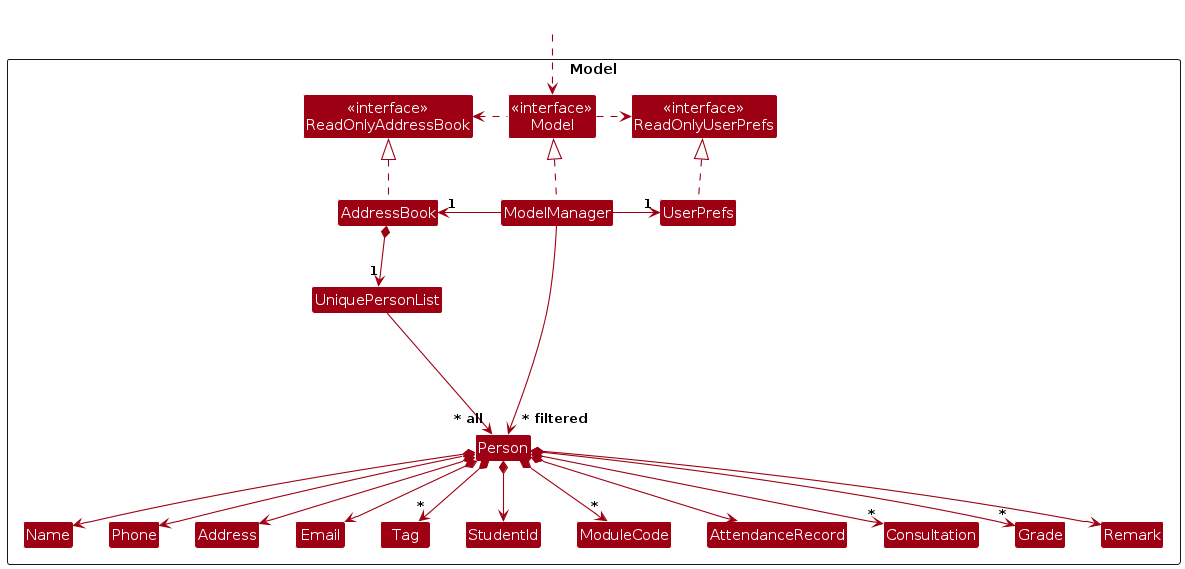 Model
«interface»
ReadOnlyAddressBook
«interface»
Model
«interface»
ReadOnlyUserPrefs
AddressBook
1
ModelManager
1
UserPrefs
1
UniquePersonList
* all
* filtered
Person
*
*
*
*
Name
Phone
Address
Email
Tag
StudentId
ModuleCode
AttendanceRecord
Consultation
Grade
Remark